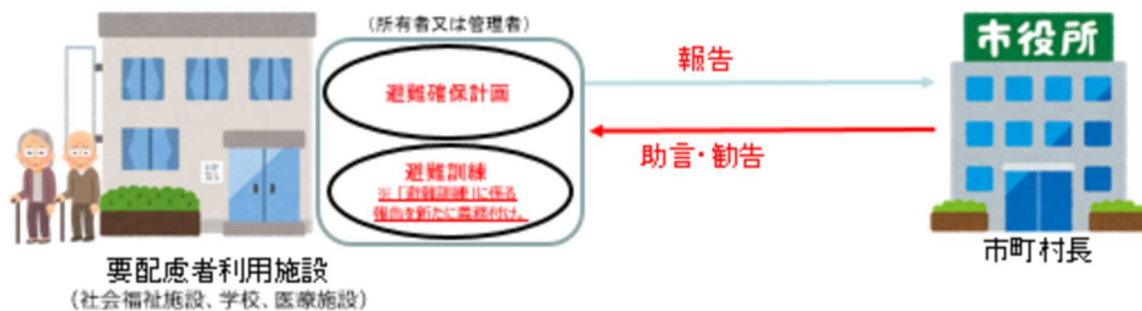 (所有者又は管理者)
避難確保計画
避難訓練
※「避難訓練」に係る
報告を新たに義務付け。
報告
助言・勧告
市役所
市町村長
要配慮者利用施設
(社会福祉施設、学校、医療施設)